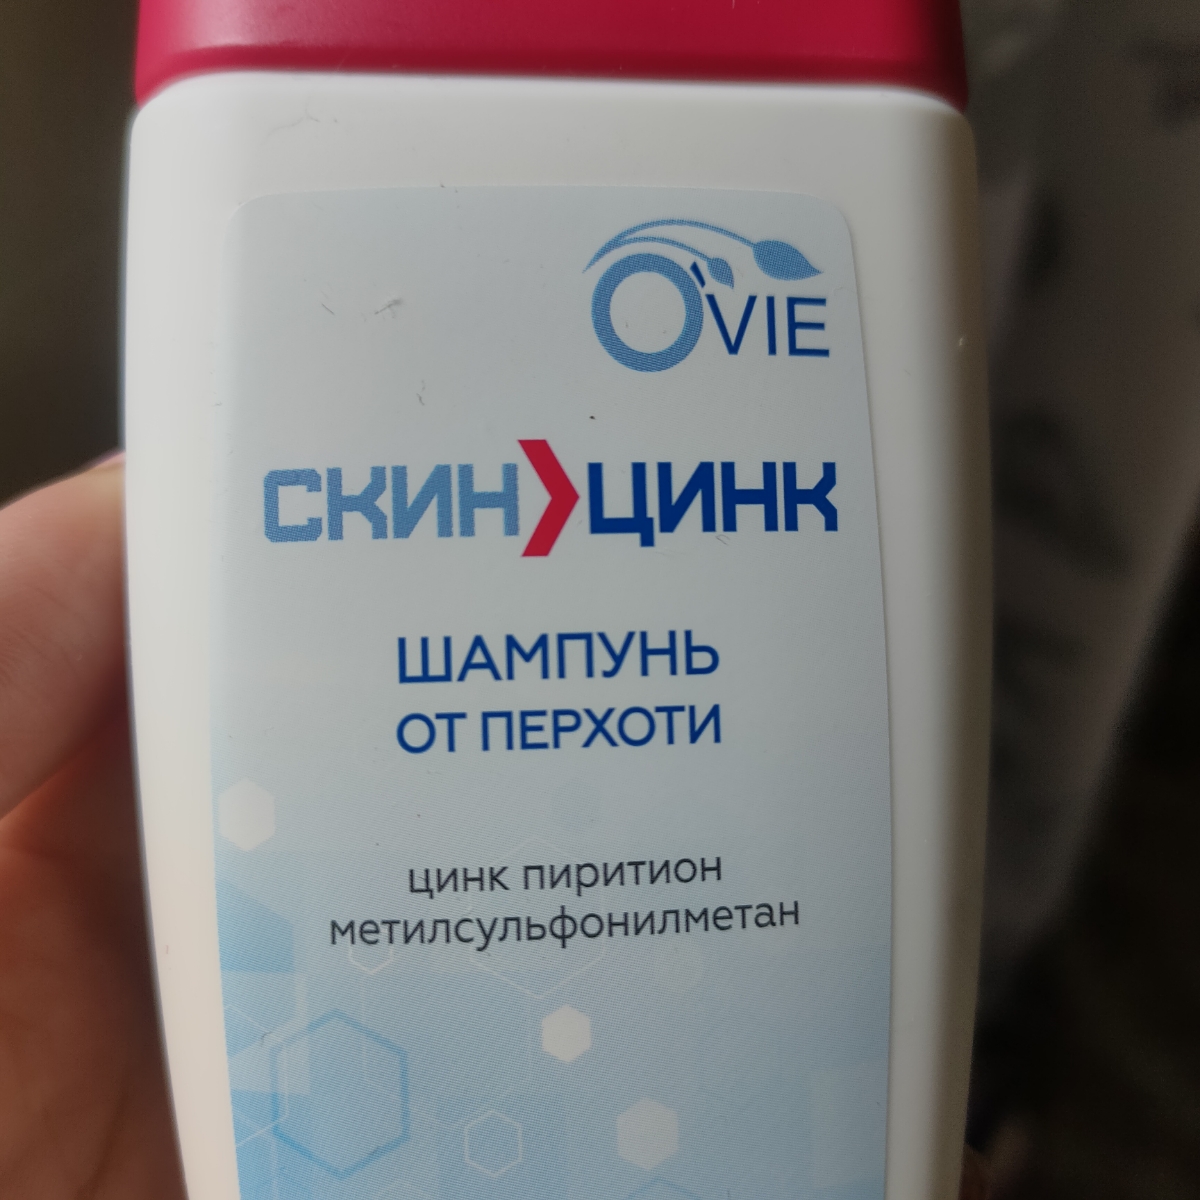 O'VIE
СКИН ЦИНК
ШАМПУНЬ
ОТ ПЕРХОТИ
цинк пиритион
метилсульфонилметан